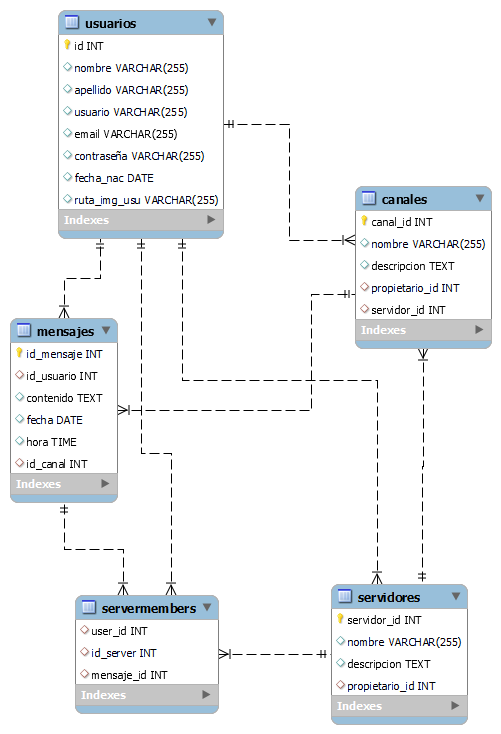 usuarios
id INT
nombre VARCHAR(255)
apellido VARCHAR(255)
usuario VARCHAR(255)
email VARCHAR(255)
contraseña VARCHAR(255)
fecha_nac DATE
ruta_img_usu VARCHAR(255)
Indexes
canales
canal_id INT
nombre VARCHAR(255)
descripcion TEXT
propietario_id INT
servidor_id INT
Indexes
mensajes
id_mensaje INT
id_usuario INT
contenido TEXT
fecha DATE
hora TIME
id_canal INT
Indexes
servermembers
user_id INT
id_server INT
mensaje_id INT
Indexes
servidores
servidor_id INT
nombre VARCHAR(255)
descripcion TEXT
propietario_id INT
Indexes